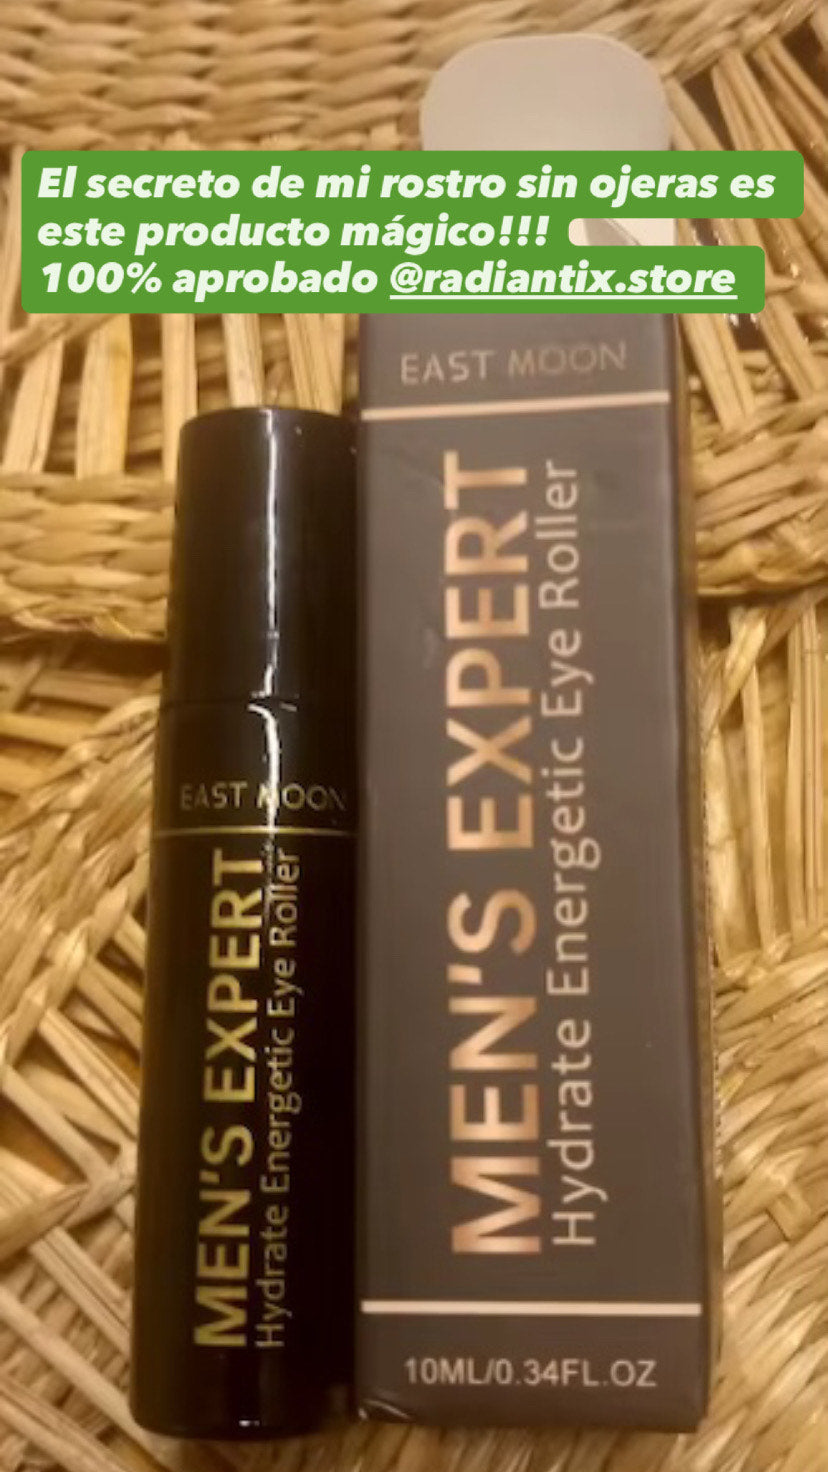 El secreto de mi rostro sin ojeras es
este producto mágico!!!
100% aprobado @radiantix.store
EAST MOON
MEN'S EXPERT
Hydrate Energetic Eye Roller
10ML/0.34FL.OZ
EAST MOON
MEN'S EXPERT
Hydrate Energetic Eye Roller